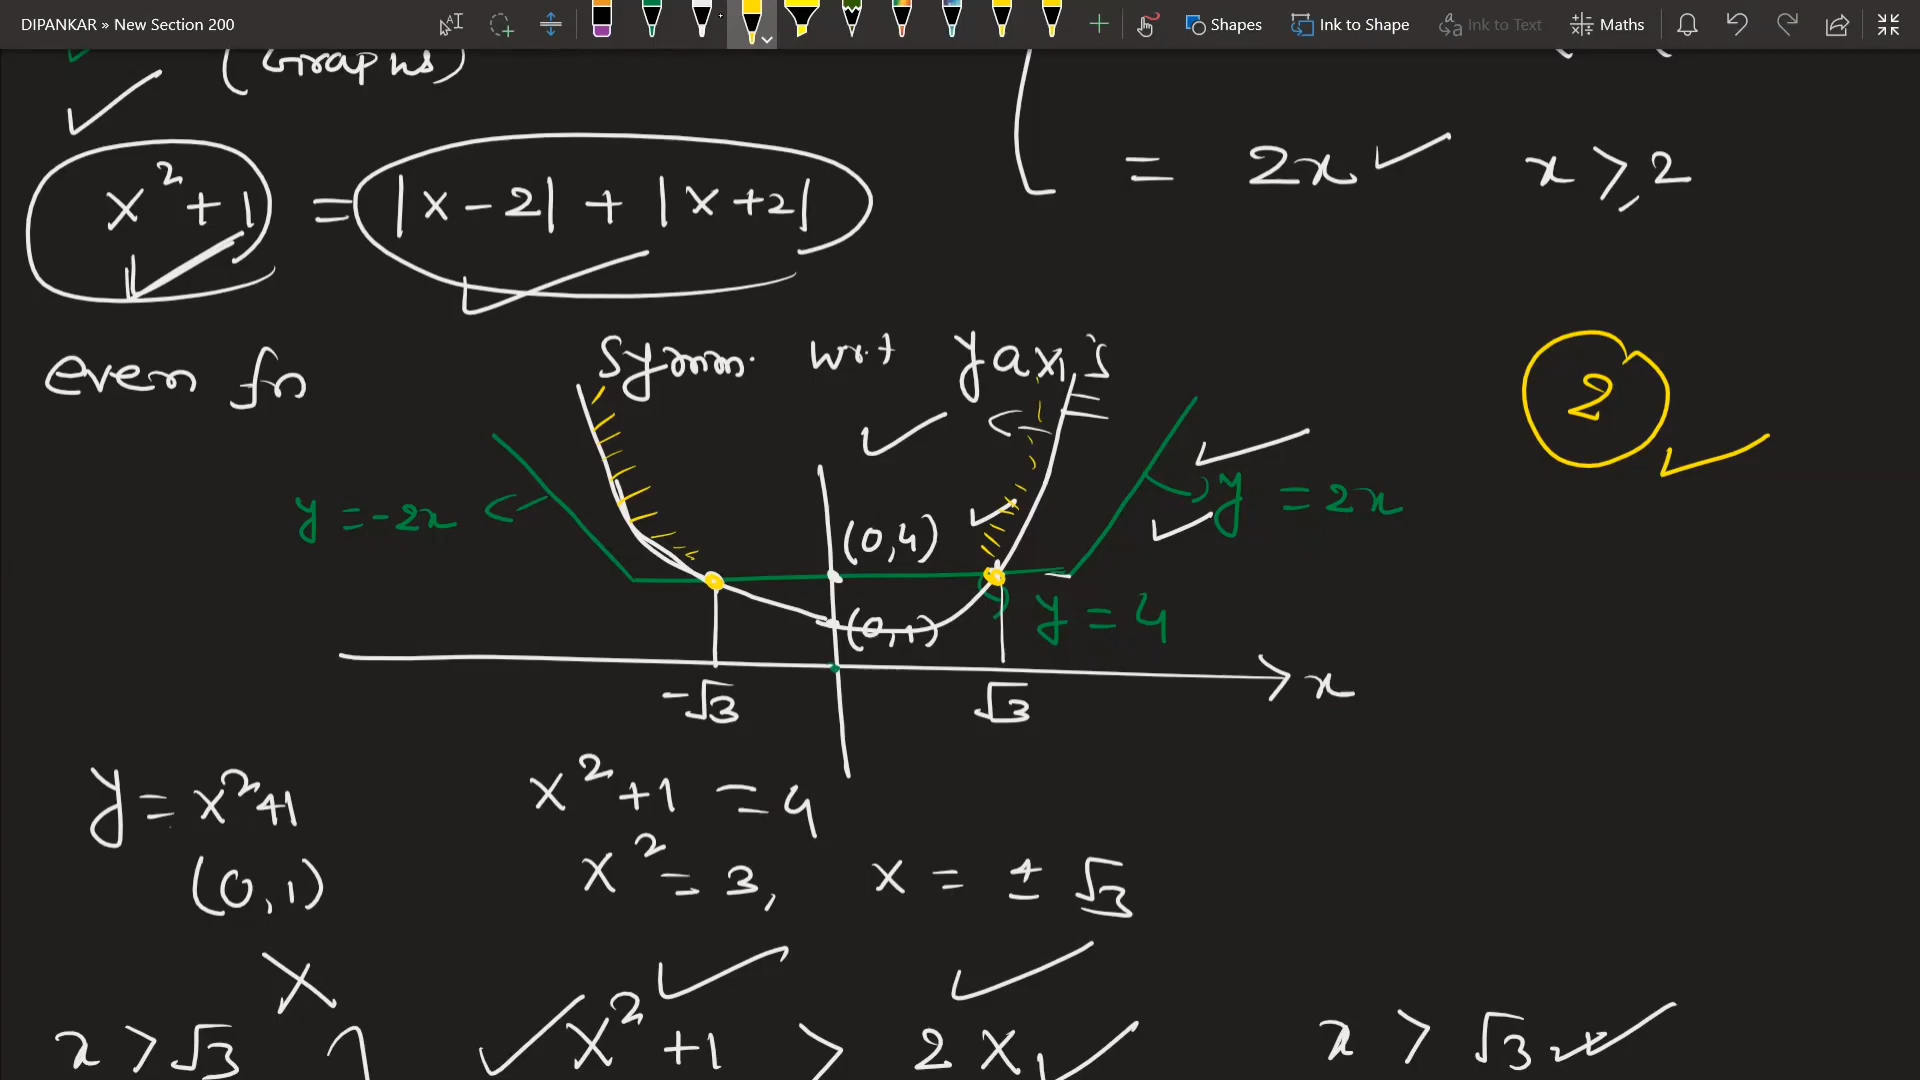 DIPANKAR » New Section 200
Shapes
Ink to Shape
Ink to Text
Maths
(Graphs)
= 2x x ⩾ 2
x² + 1 = |x - 2| + |x + 2|
even fn
Symm. wrt y axis
2
y = -2x
y = 2x
(0,4)
(0,1)
y = 4
-√3
√3
x
y = x²+1
x² + 1 = 4
(0,1)
x² = 3, x = ± √3
x > √3
x² + 1 > 2x
x > √3